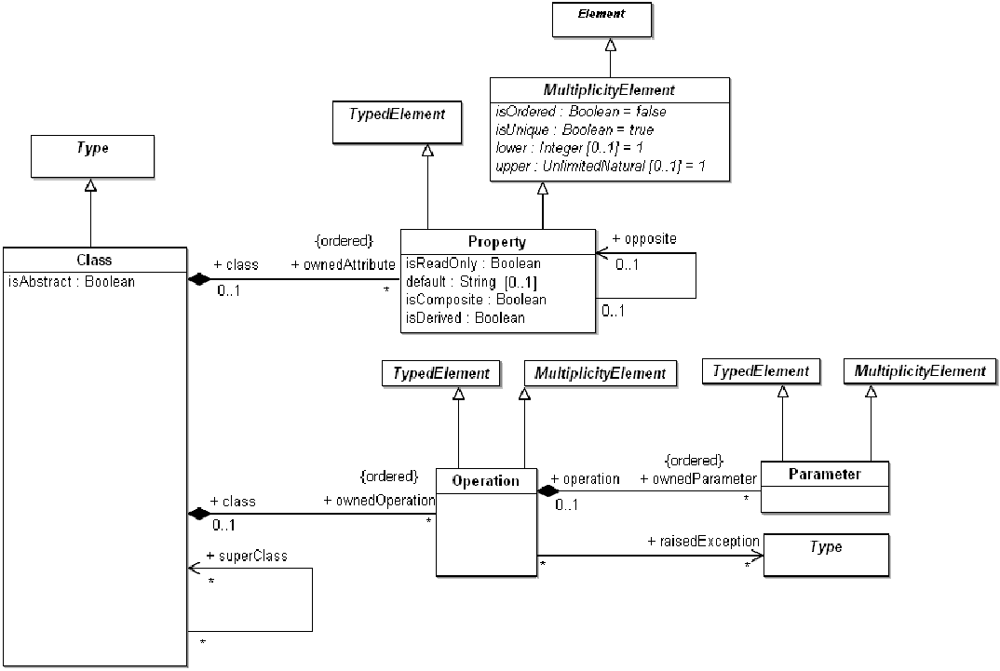 Element
MultiplicityElement
isOrdered : Boolean = false
isUnique : Boolean = true
lower : Integer [0..1] = 1
upper : UnlimitedNatural [0..1] = 1
TypedElement
Type
Class
isAbstract : Boolean
+ class
0..1
{ordered}
+ ownedAttribute
*
Property
isReadOnly : Boolean
default : String [0..1]
isComposite : Boolean
isDerived : Boolean
+ opposite
0..1
0..1
TypedElement
MultiplicityElement
TypedElement
MultiplicityElement
+ class
0..1
{ordered}
+ ownedOperation
*
Operation
+ operation
0..1
{ordered}
+ ownedParameter
*
Parameter
+ raisedException
*
*
Type
+ superClass
*
*